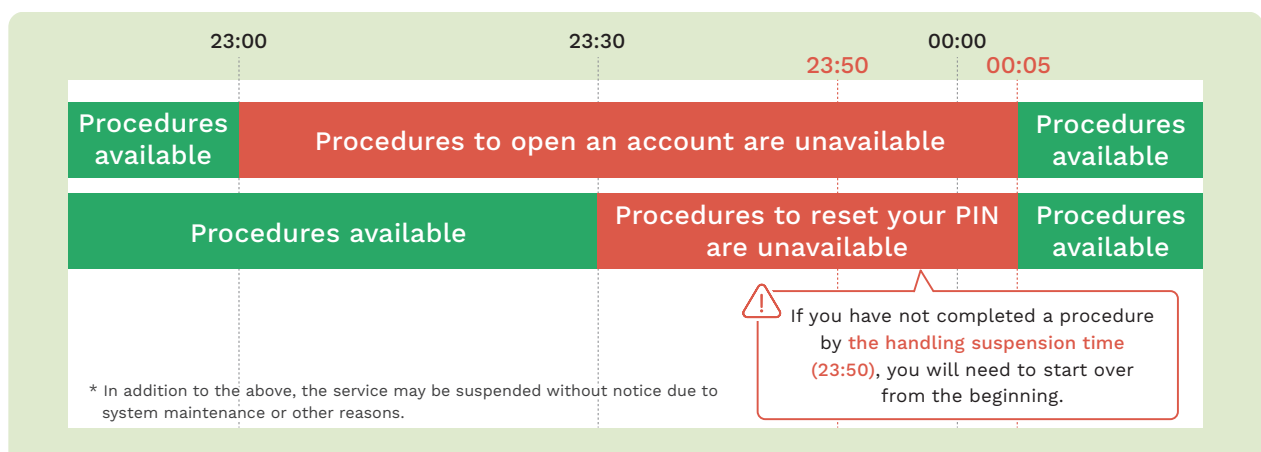 23:00
23:30
00:00
23:50
00:05
Procedures
available
Procedures to open an account are unavailable
Procedures
available
Procedures available
Procedures to reset your PIN
are unavailable
Procedures
available
If you have not completed a procedure
by the handling suspension time
(23:50), you will need to start over
from the beginning.
* In addition to the above, the service may be suspended without notice due to
system maintenance or other reasons.